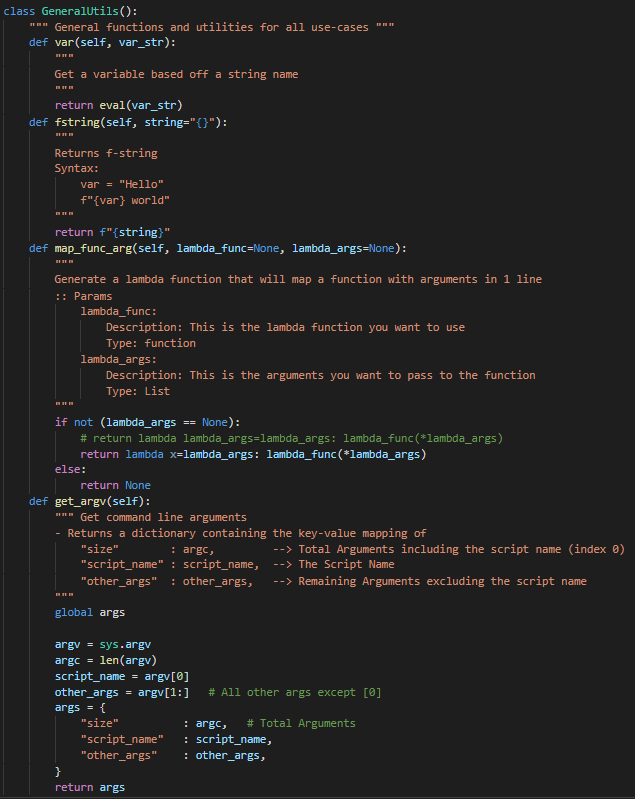 class GeneralUtils():
    """ General functions and utilities for all use-cases """
    def var(self, var_str):
        """
        Get a variable based off a string name
        """
        return eval(var_str)
    def fstring(self, string="{}"):
        """
        Returns f-string
        Syntax:
            var = "Hello"
            f"{var} world"
        """
        return f"{string}"
    def map_func_arg(self, lambda_func=None, lambda_args=None):
        """
        Generate a lambda function that will map a function with arguments in 1 line
        :: Params
            lambda_func:
                Description: This is the lambda function you want to use
                Type: function
            lambda_args:
                Description: This is the arguments you want to pass to the function
                Type: List
        """
        if not (lambda_args == None):
            # return lambda lambda_args=lambda_args: lambda_func(*lambda_args)
            return lambda x=lambda_args: lambda_func(*lambda_args)
        else:
            return None
    def get_argv(self):
        """ Get command line arguments
        - Returns a dictionary containing the key-value mapping of
            "size"        : argc,         --> Total Arguments including the script name (index 0)
            "script_name" : script_name,  --> The Script Name
            "other_args"  : other_args,   --> Remaining Arguments excluding the script name
        """
        global args

        argv = sys.argv
        argc = len(argv)
        script_name = argv[0]
        other_args = argv[1:]   # All other args except [0]
        args = {
            "size"          : argc,   # Total Arguments
            "script_name"   : script_name,
            "other_args"    : other_args,
        }
        return args